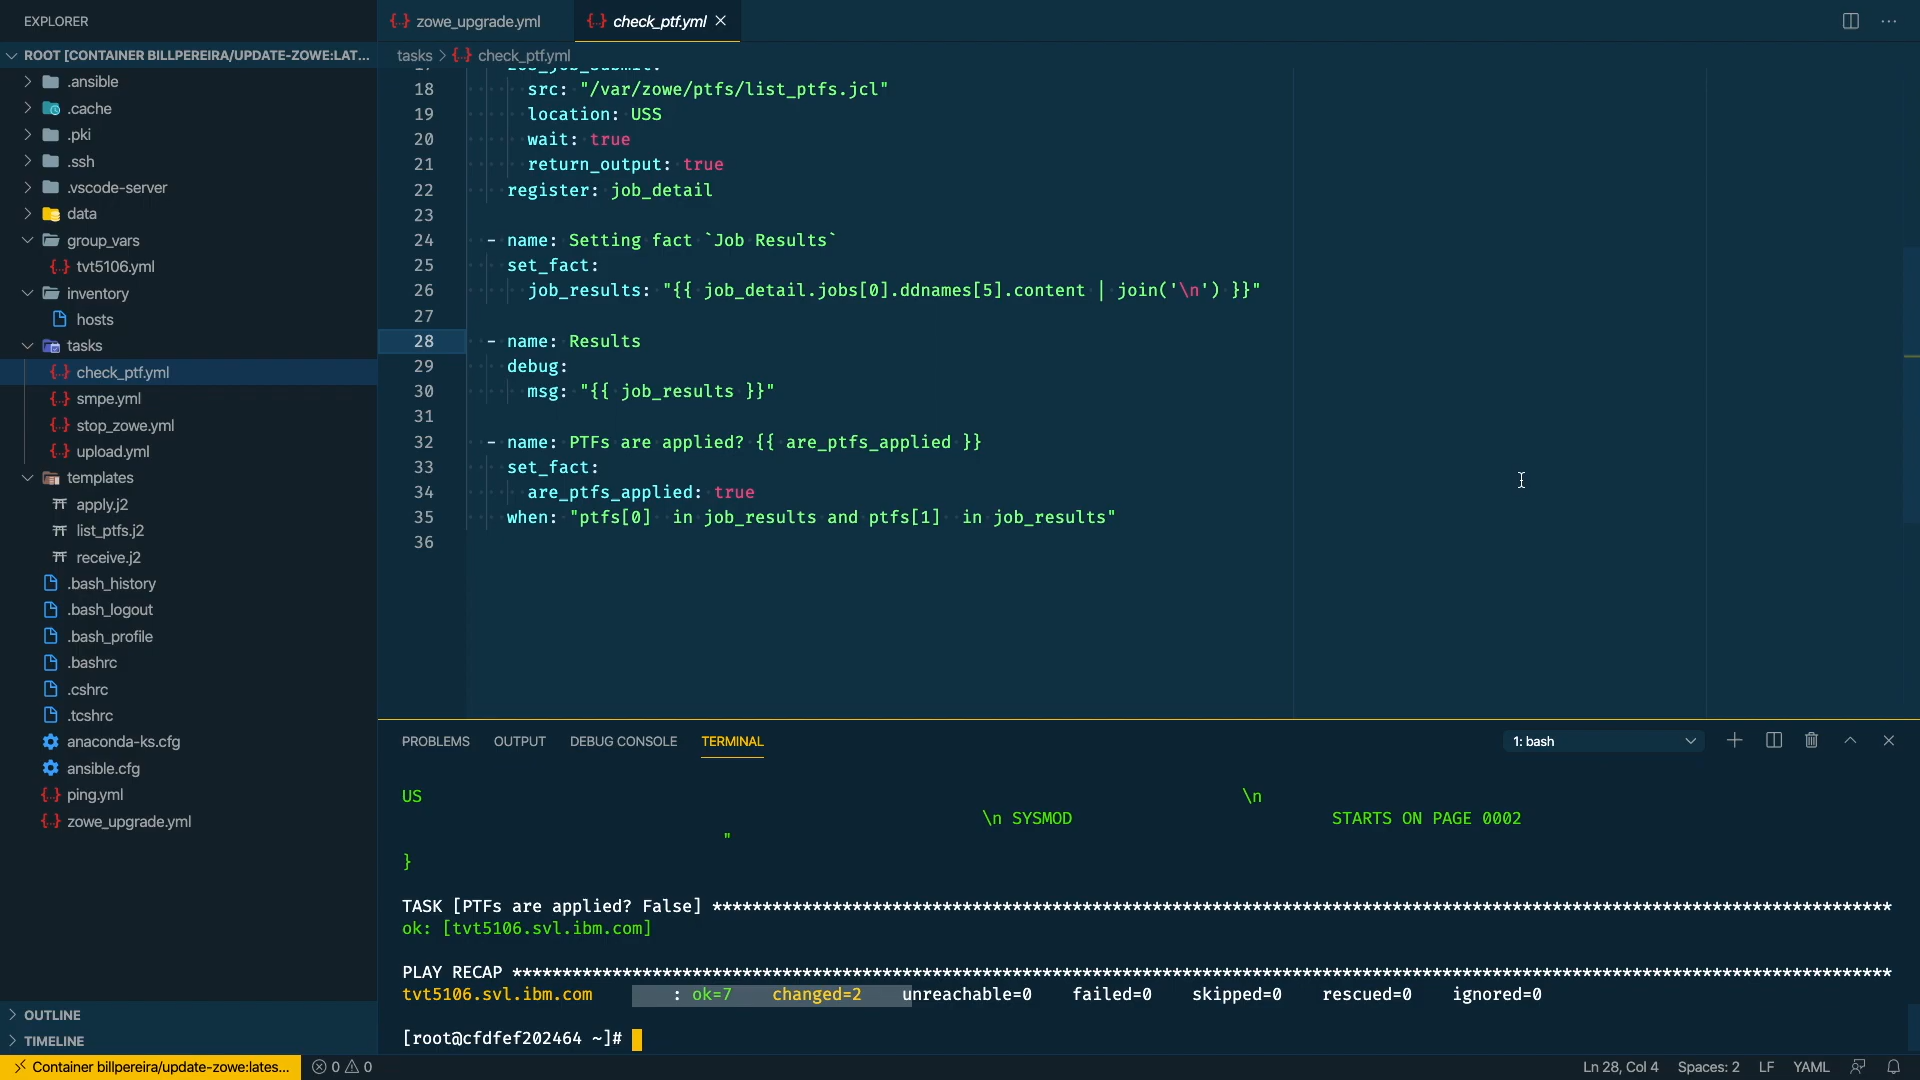 EXPLORER
ROOT [CONTAINER BILLPEREIRA/UPDATE-ZOWE:LAT...
.ansible
.cache
.pki
.ssh
.vscode-server
data
group_vars
{..} tvt5106.yml
inventory
hosts
tasks
{..} check_ptf.yml
{..} smpe.yml
{..} stop_zowe.yml
{..} upload.yml
templates
apply.j2
list_ptfs.j2
receive.j2
.bash_history
.bash_logout
.bash_profile
.bashrc
.cshrc
.tcshrc
anaconda-ks.cfg
ansible.cfg
{..} ping.yml
{..} zowe_upgrade.yml
OUTLINE
TIMELINE
{..} zowe_upgrade.yml
{..} check_ptf.yml
tasks > {..} check_ptf.yml
18 src: "/var/zowe/ptfs/list_ptfs.jcl"
19 location: USS
20 wait: true
21 return_output: true
22 register: job_detail
23
24 - name: Setting fact `Job Results`
25 set_fact:
26 job_results: "{{ job_detail.jobs[0].ddnames[5].content | join('\n') }}"
27
28 - name: Results
29 debug:
30 msg: "{{ job_results }}"
31
32 - name: PTFs are applied? {{ are_ptfs_applied }}
33 set_fact:
34 are_ptfs_applied: true
35 when: "ptfs[0]  in job_results and ptfs[1]  in job_results"
36
PROBLEMS OUTPUT DEBUG CONSOLE TERMINAL
1: bash
US \n
\n SYSMOD STARTS ON PAGE 0002
"
}
TASK [PTFs are applied? False] ***********************************************************************************************************************
ok: [tvt5106.svl.ibm.com]
PLAY RECAP *******************************************************************************************************************************************
tvt5106.svl.ibm.com : ok=7 changed=2 unreachable=0 failed=0 skipped=0 rescued=0 ignored=0
[root@cfdfef202464 ~]#
Container billpereira/update-zowe:lates... 0 0 Ln 28, Col 4 Spaces: 2 LF YAML